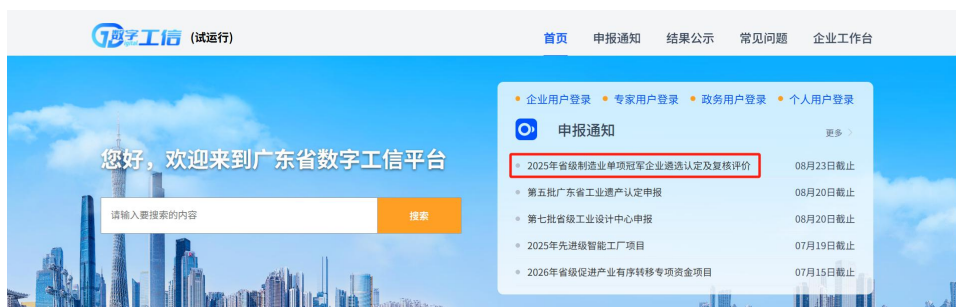 数字工信 (试运行)
首页 申报通知 结果公示 常见问题 企业工作台
企业用户登录 专家用户登录 政务用户登录 个人用户登录
申报通知 更多
您好，欢迎来到广东省数字工信平台
请输入要搜索的内容 搜索
2025年省级制造业单项冠军企业遴选认定及复核评价 08月23日截止
第五批广东省工业遗产认定申报 08月20日截止
第七批省级工业设计中心申报 08月20日截止
2025年先进级智能工厂项目 07月19日截止
2026年省级促进产业有序转移专项资金项目 07月15日截止